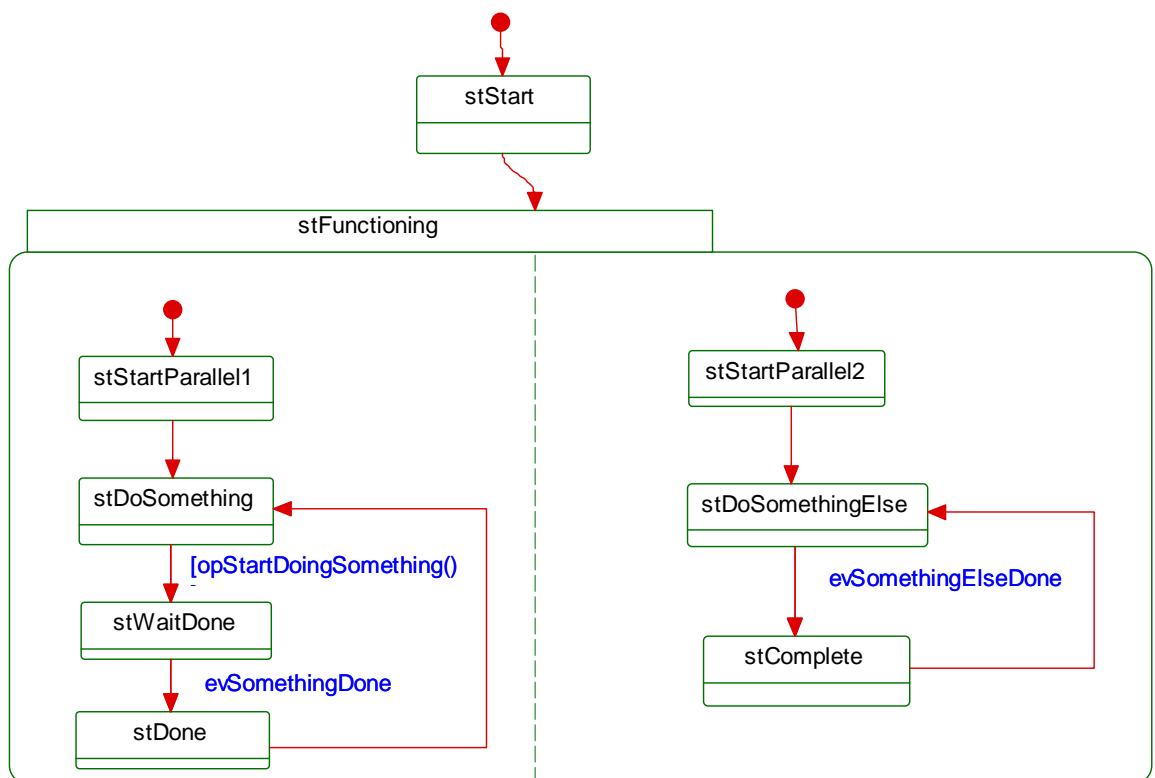 stStart
stFunctioning
stStartParallel1
stDoSomething
[opStartDoingSomething()
stWaitDone
evSomethingDone
stDone
stStartParallel2
stDoSomethingElse
evSomethingElseDone
stComplete